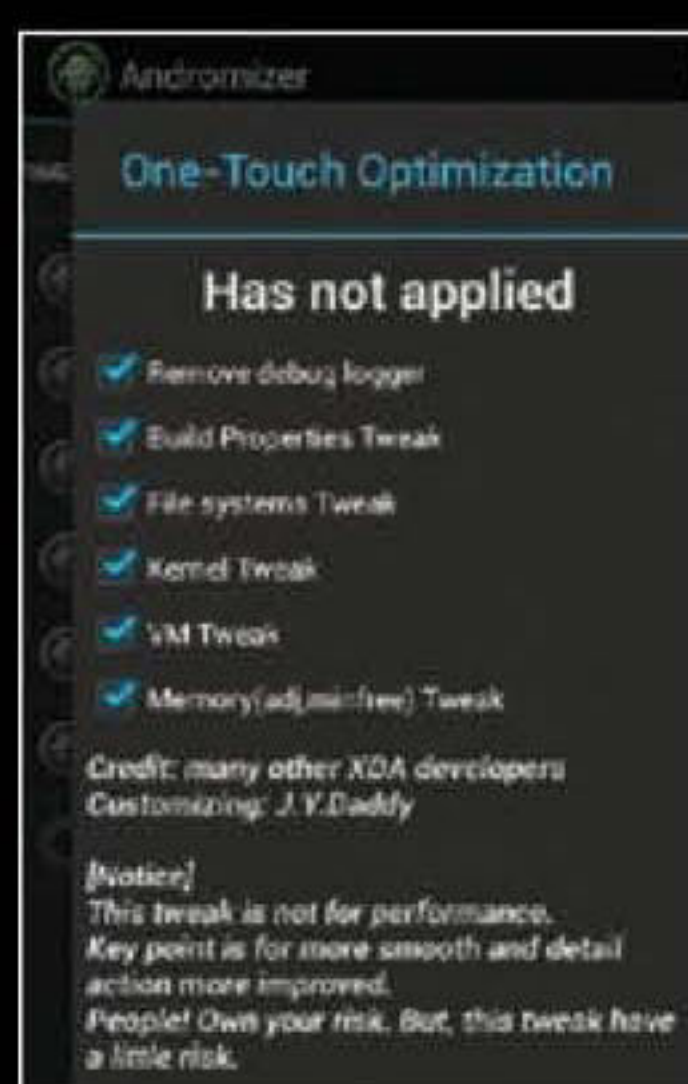 Andromizer
One-Touch Optimization
Has not applied
Remove debug logger
Build Properties Tweak
File systems Tweak
Kernel Tweak
VM Tweak
Memory(adj,minfree) Tweak
Credit: many other XDA developers
Customizing: J.Y.Daddy
[Notice]
This tweak is not for performance.
Key point is for more smooth and detail
action more improved.
People! Own your risk. But, this tweak have
a little risk.